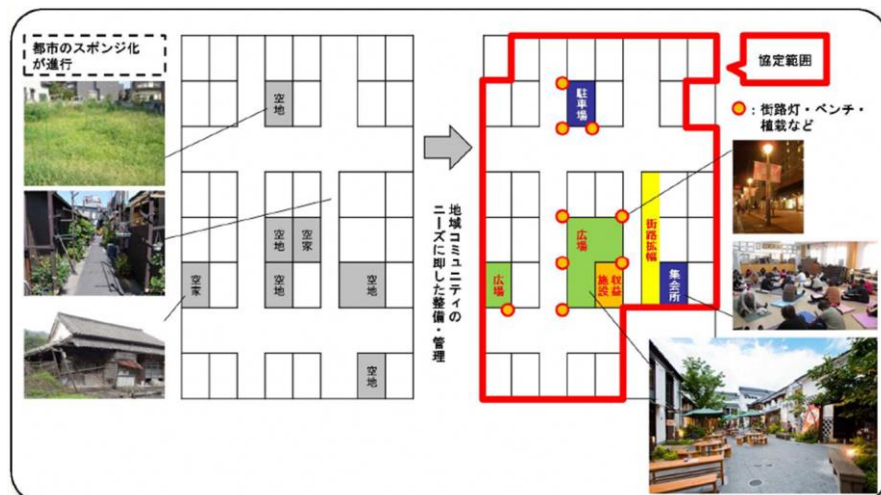 都市のスポンジ化
が進行
空地
空地
空家
空家
空地
空地
空地
地域コミュニティの
ニーズに即した整備・管理
協定範囲
：街路灯・ベンチ・
植栽など
駐車場
広場
街路拡幅
広場
収益
施設
集会所